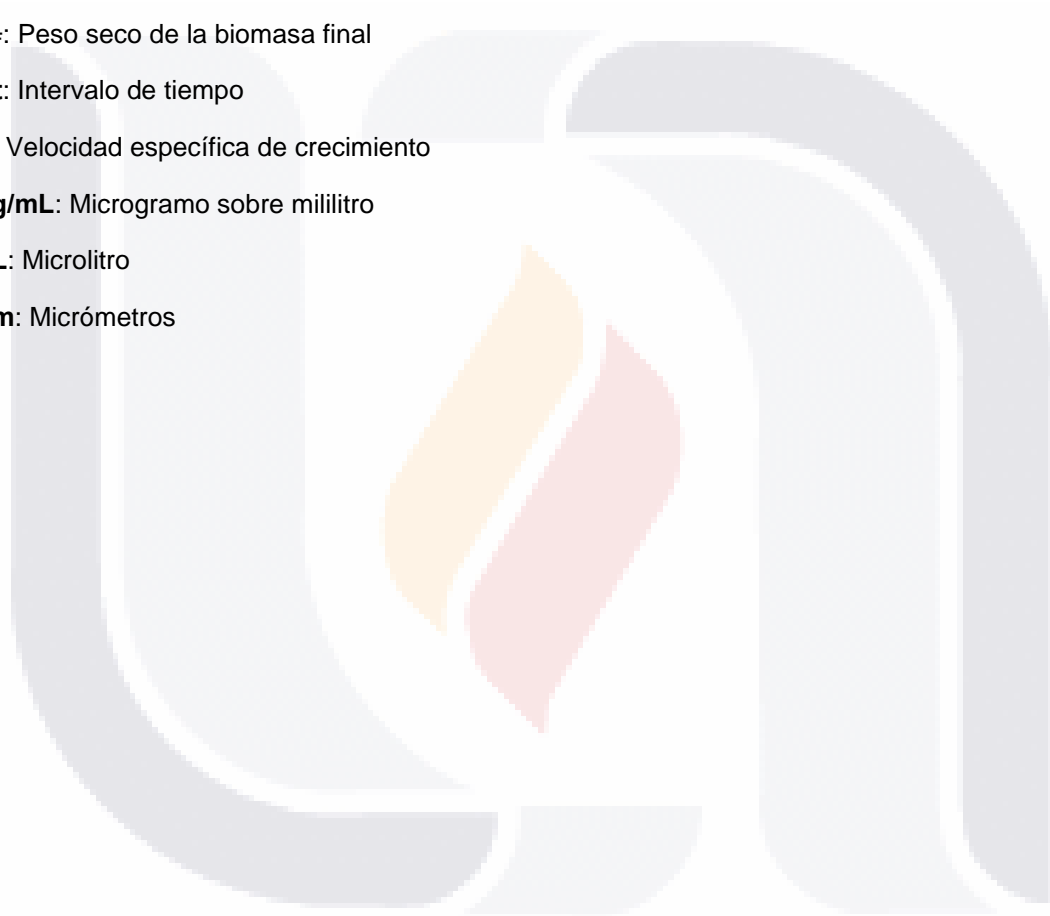 : Peso seco de la biomasa final
: Intervalo de tiempo
Velocidad específica de crecimiento
g/mL: Microgramo sobre mililitro
L: Microlitro
m: Micrómetros